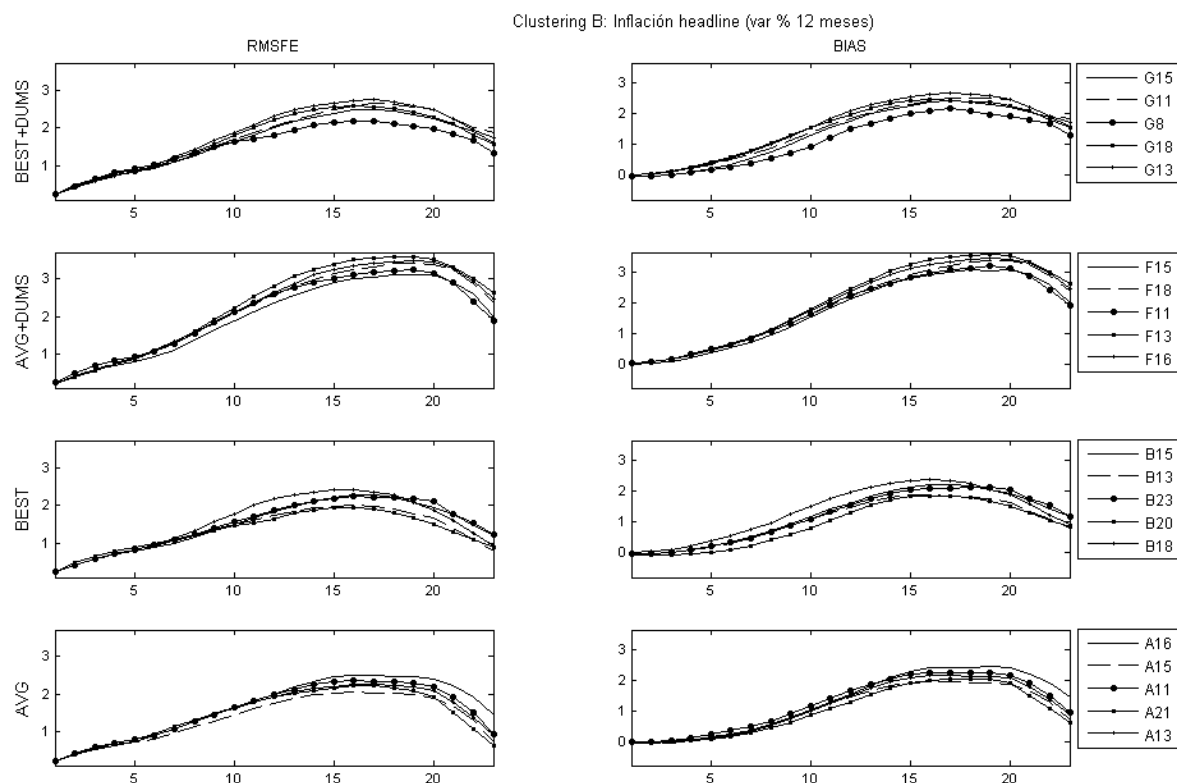 Clustering B: Inflación headline (var % 12 meses)
RMSFE
BIAS
BEST+DUMS
3
2
1
5
10
15
20
3
2
1
0
5
10
15
20
G15
G11
G8
G18
G13
AVG+DUMS
3
2
1
5
10
15
20
3
2
1
0
5
10
15
20
F15
F18
F11
F13
F16
BEST
3
2
1
5
10
15
20
3
2
1
0
5
10
15
20
B15
B13
B23
B20
B18
AVG
3
2
1
5
10
15
20
3
2
1
0
5
10
15
20
A16
A15
A11
A21
A13